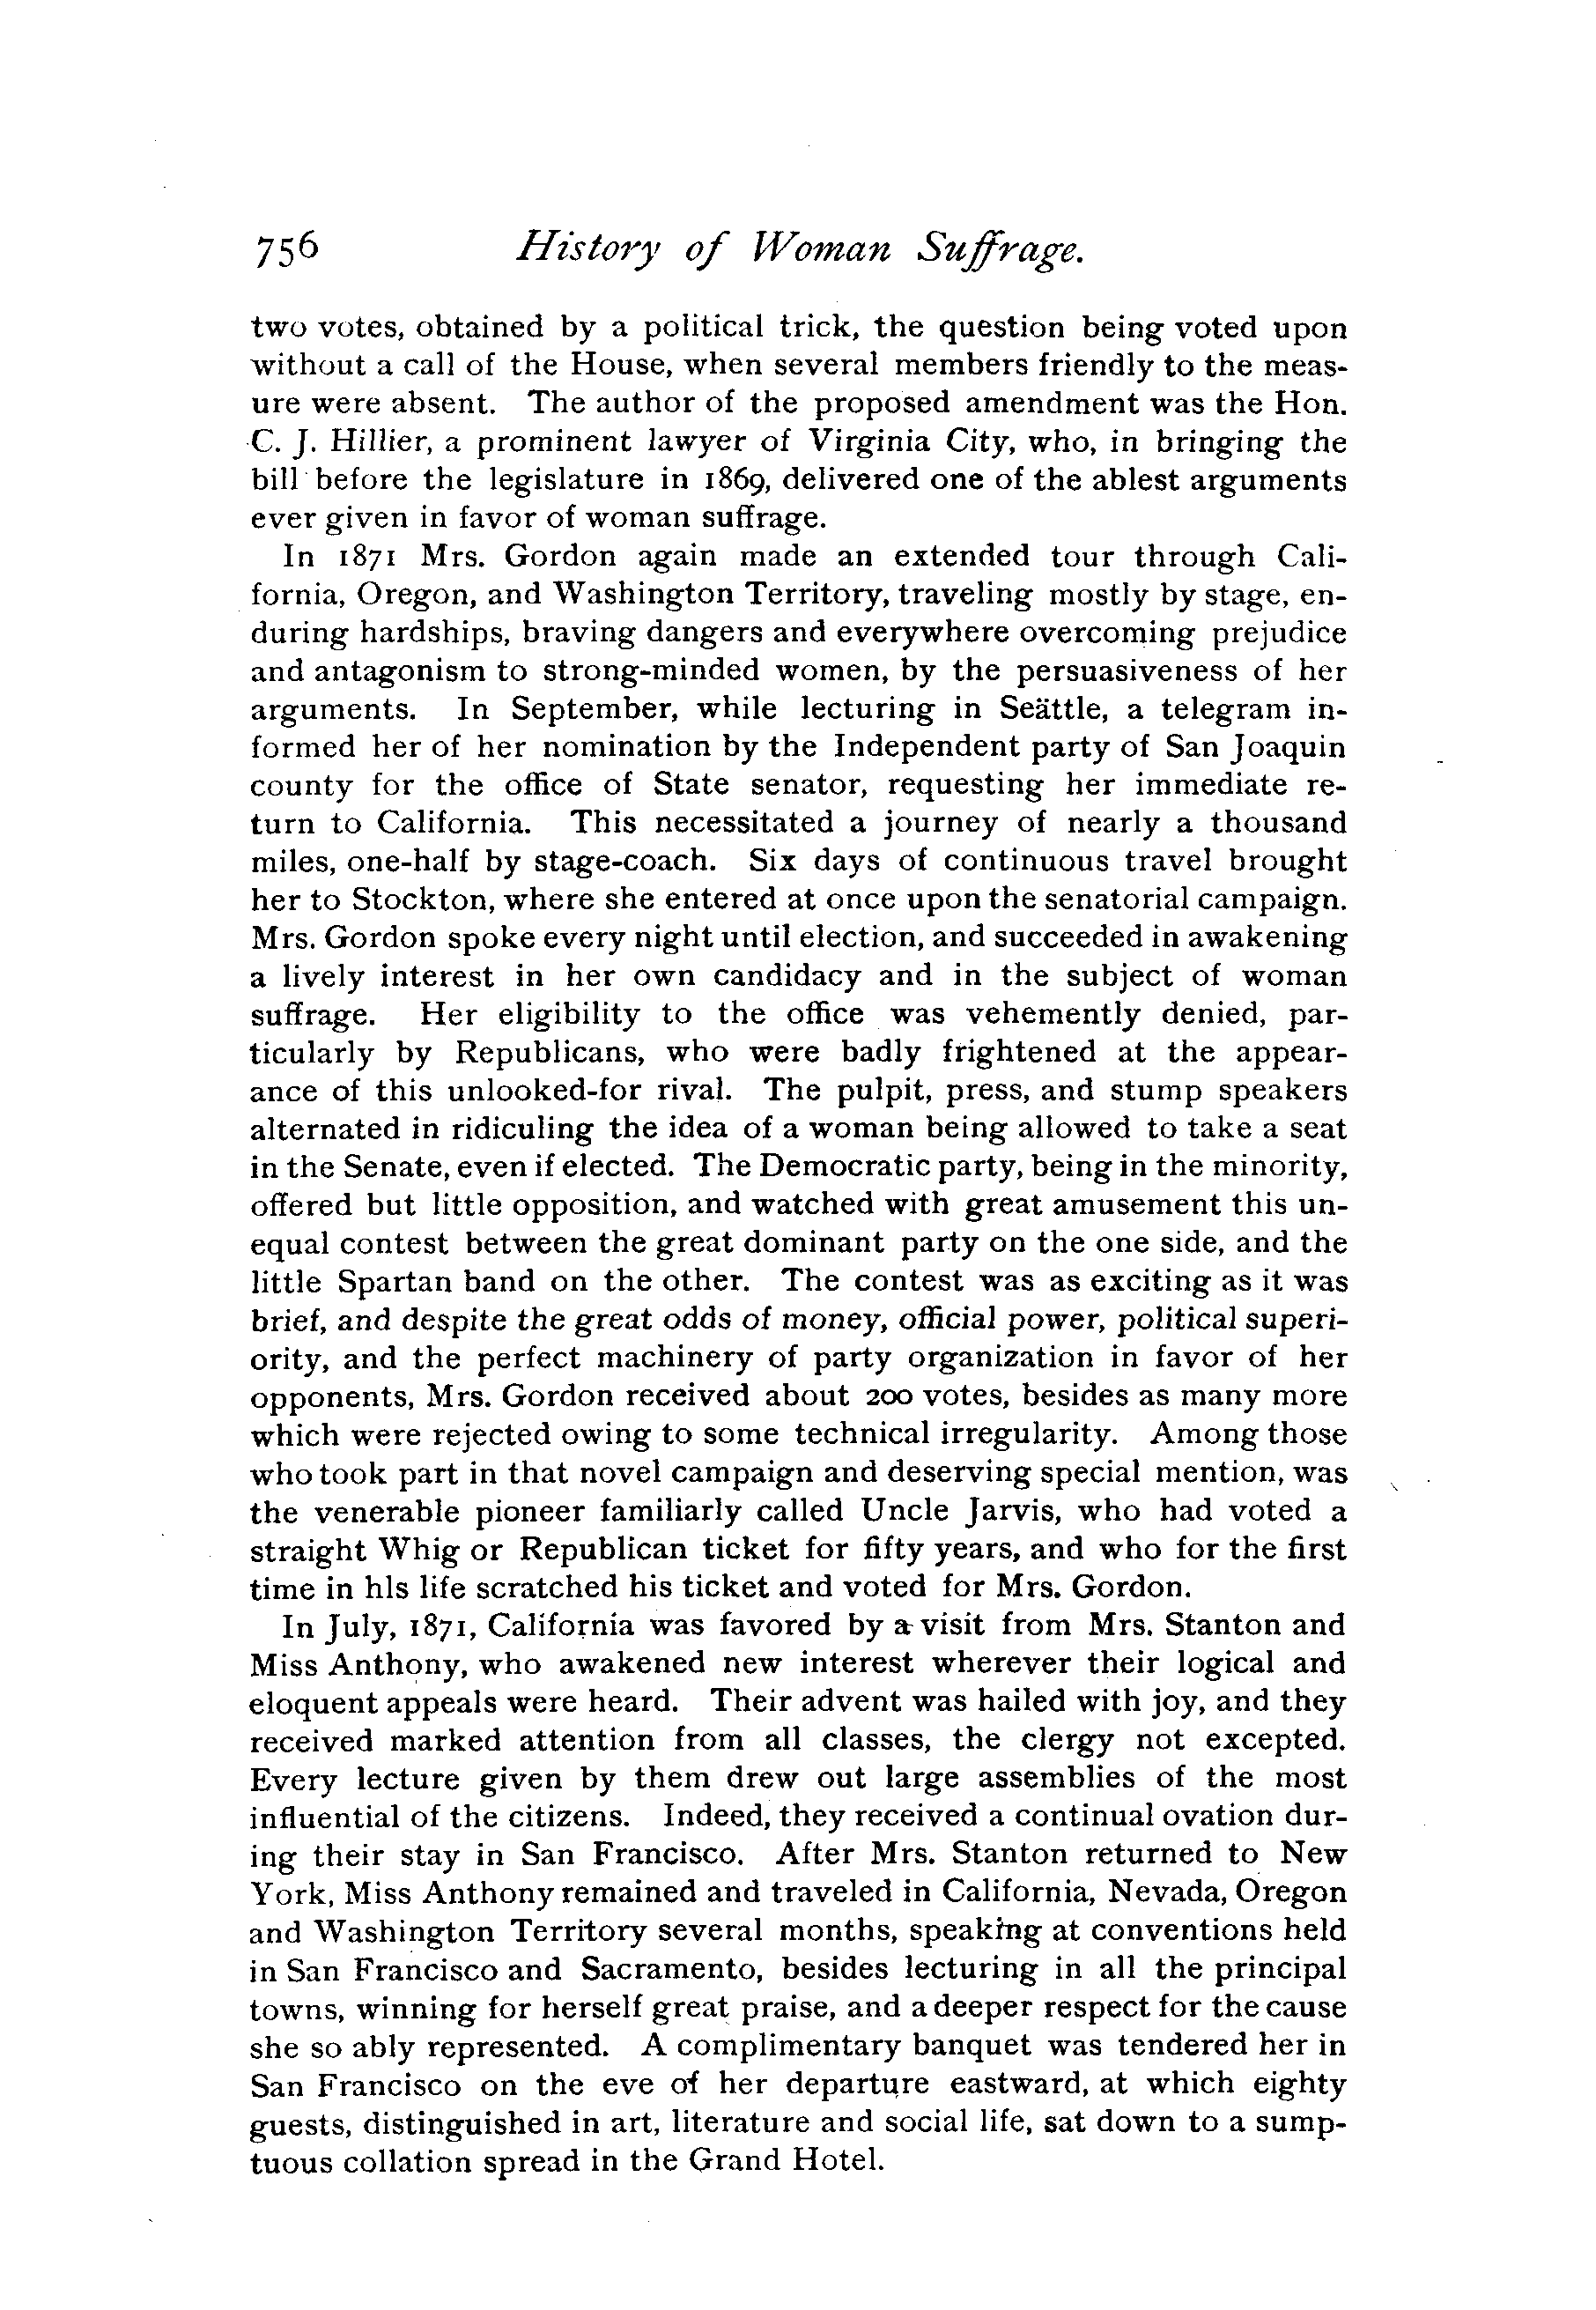 756 History of Woman Suffrage.
two votes, obtained by a political trick, the question being voted upon
without a call of the House, when several members friendly to the meas-
ure were absent. The author of the proposed amendment was the Hon.
C. J. Hillier, a prominent lawyer of Virginia City, who, in bringing the
bill before the legislature in 1869, delivered one of the ablest arguments
ever given in favor of woman suffrage.
In 1871 Mrs. Gordon again made an extended tour through Cali-
fornia, Oregon, and Washington Territory, traveling mostly by stage, en-
during hardships, braving dangers and everywhere overcoming prejudice
and antagonism to strong-minded women, by the persuasiveness of her
arguments. In September, while lecturing in Seättle, a telegram in-
formed her of her nomination by the Independent party of San Joaquin
county for the office of State senator, requesting her immediate re-
turn to California. This necessitated a journey of nearly a thousand
miles, one-half by stage-coach. Six days of continuous travel brought
her to Stockton, where she entered at once upon the senatorial campaign.
Mrs. Gordon spoke every night until election, and succeeded in awakening
a lively interest in her own candidacy and in the subject of woman
suffrage. Her eligibility to the office was vehemently denied, par-
ticularly by Republicans, who were badly frightened at the appear-
ance of this unlooked-for rival. The pulpit, press, and stump speakers
alternated in ridiculing the idea of a woman being allowed to take a seat
in the Senate, even if elected. The Democratic party, being in the minority,
offered but little opposition, and watched with great amusement this un-
equal contest between the great dominant party on the one side, and the
little Spartan band on the other. The contest was as exciting as it was
brief, and despite the great odds of money, official power, political superi-
ority, and the perfect machinery of party organization in favor of her
opponents, Mrs. Gordon received about 200 votes, besides as many more
which were rejected owing to some technical irregularity. Among those
who took part in that novel campaign and deserving special mention, was
the venerable pioneer familiarly called Uncle Jarvis, who had voted a
straight Whig or Republican ticket for fifty years, and who for the first
time in hls life scratched his ticket and voted for Mrs. Gordon.
In July, 1871, California was favored by a visit from Mrs. Stanton and
Miss Anthony, who awakened new interest wherever their logical and
eloquent appeals were heard. Their advent was hailed with joy, and they
received marked attention from all classes, the clergy not excepted.
Every lecture given by them drew out large assemblies of the most
influential of the citizens. Indeed, they received a continual ovation dur-
ing their stay in San Francisco. After Mrs. Stanton returned to New
York, Miss Anthony remained and traveled in California, Nevada, Oregon
and Washington Territory several months, speaking at conventions held
in San Francisco and Sacramento, besides lecturing in all the principal
towns, winning for herself great praise, and a deeper respect for the cause
she so ably represented. A complimentary banquet was tendered her in
San Francisco on the eve of her departure eastward, at which eighty
guests, distinguished in art, literature and social life, sat down to a sump-
tuous collation spread in the Grand Hotel.